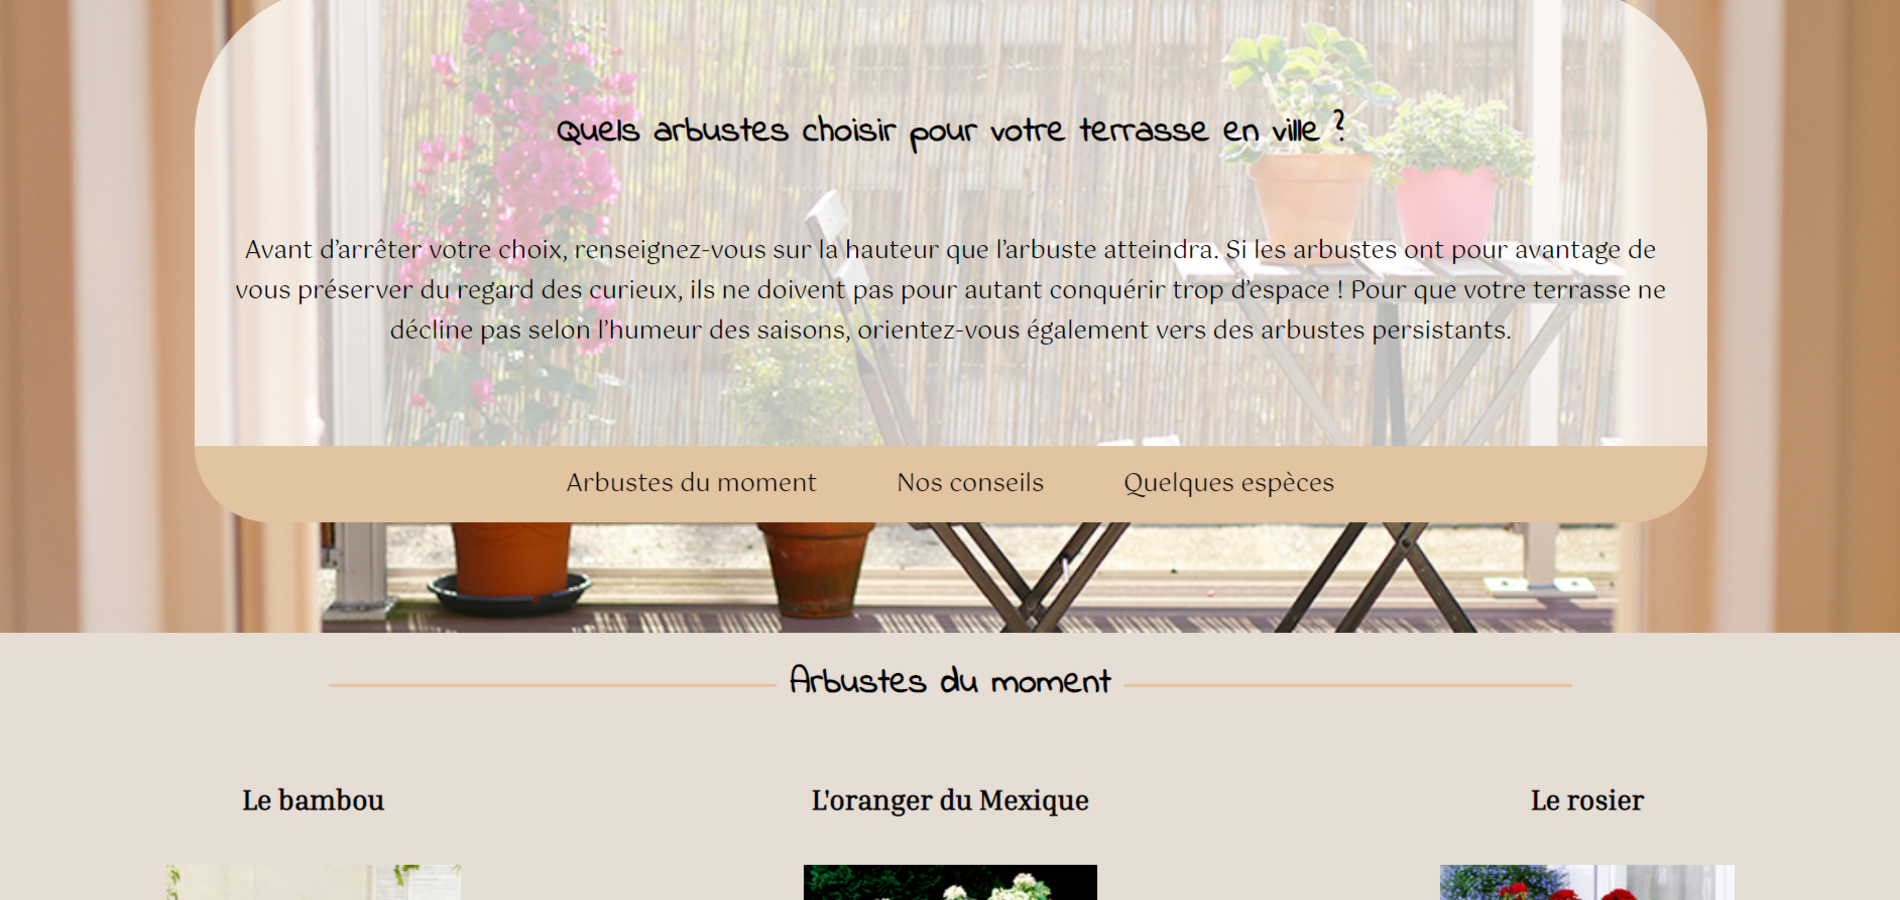 Quels arbustes choisir pour votre terrasse en ville ?
Avant d’arrêter votre choix, renseignez-vous sur la hauteur que l’arbuste atteindra. Si les arbustes ont pour avantage de
vous préserver du regard des curieux, ils ne doivent pas pour autant conquérir trop d’espace ! Pour que votre terrasse ne
décline pas selon l’humeur des saisons, orientez-vous également vers des arbustes persistants.
Arbustes du moment Nos conseils Quelques espèces
Arbustes du moment
Le bambou L'oranger du Mexique Le rosier